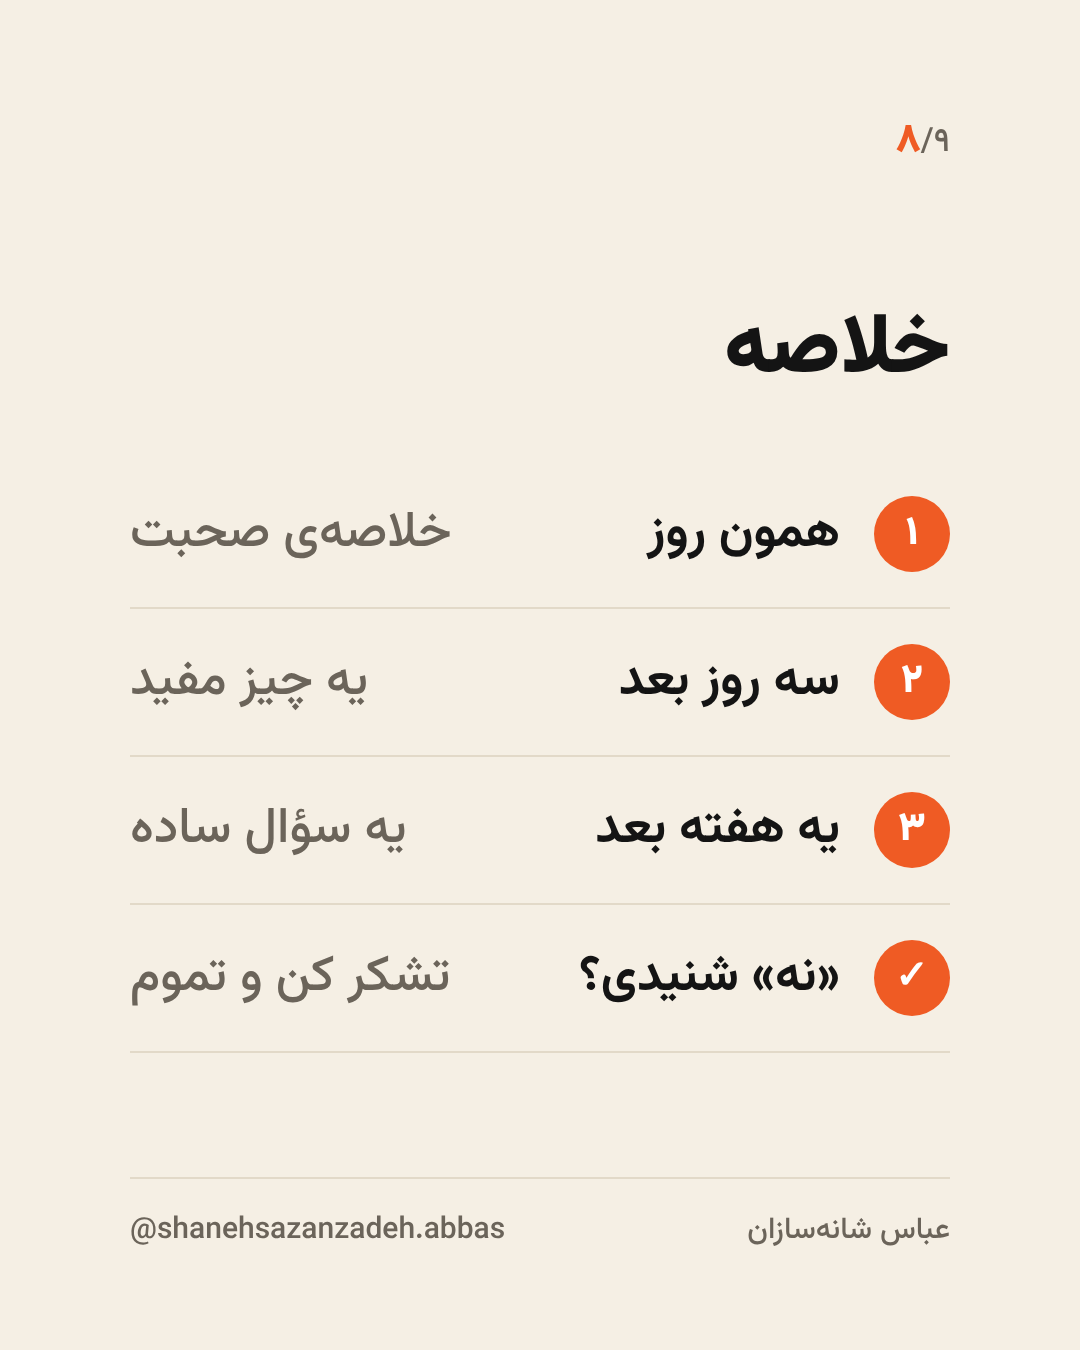 ۸/۹
خلاصه
۱ همون روز خلاصه‌ی صحبت
۲ سه روز بعد یه چیز مفید
۳ یه هفته بعد یه سؤال ساده
✓ «نه» شنیدی؟ تشکر کن و تموم
عباس شانه‌سازان @shanehsazanzadeh.abbas